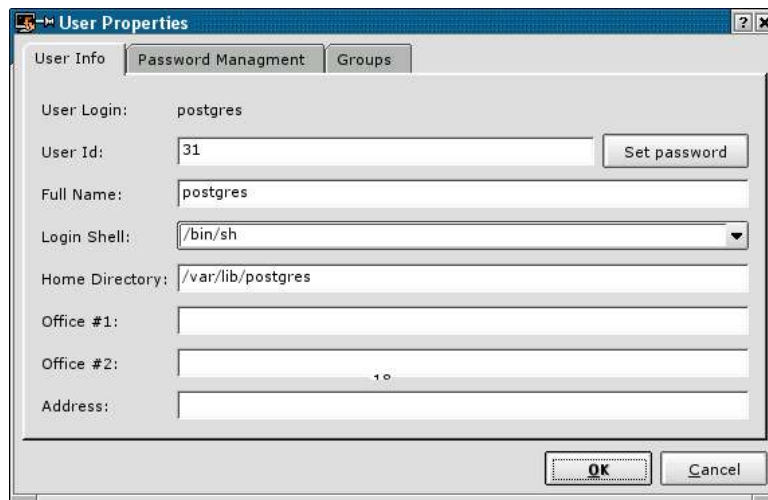 User Properties
User Info Password Managment Groups
User Login: postgres
User Id: 31 Set password
Full Name: postgres
Login Shell: /bin/sh
Home Directory: /var/lib/postgres
Office #1:
Office #2:
Address:
OK Cancel